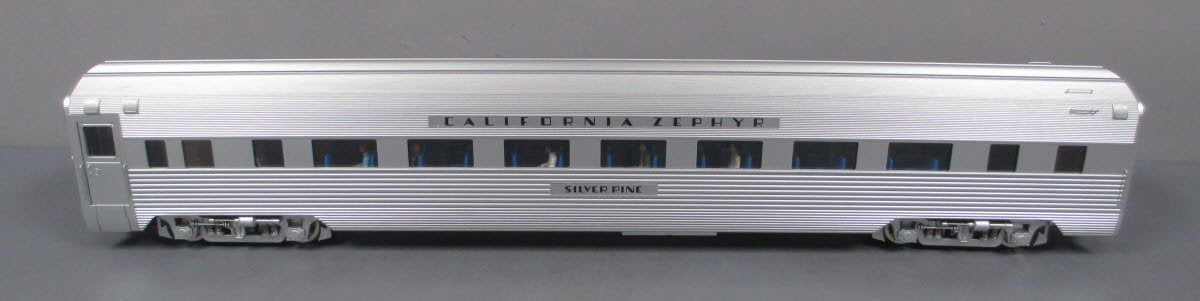 CALIFORNIA ZEPHYR
SILVER PINE